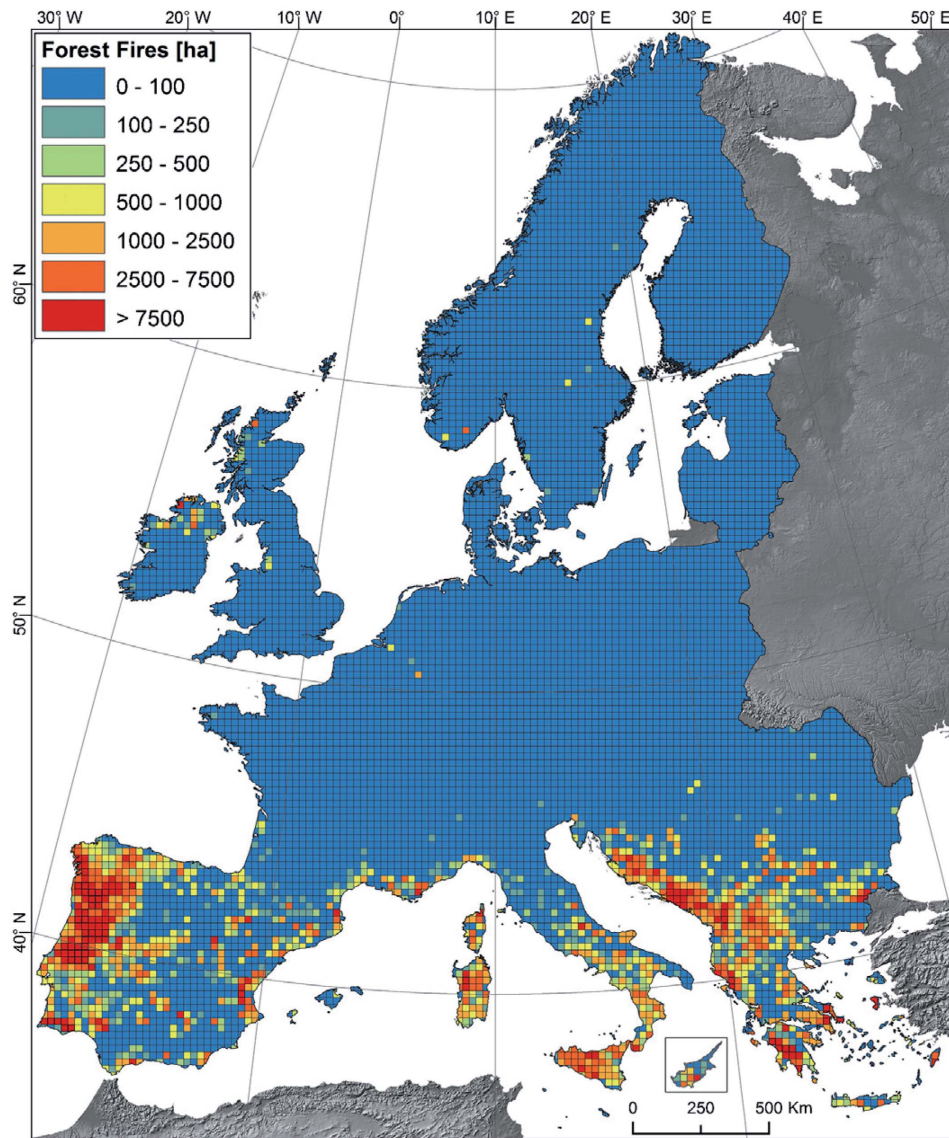 30° W 20° W 10° W 0° 10° E 20° E 30° E 40° E 50° E
Forest Fires [ha]
0 - 100
100 - 250
250 - 500
500 - 1000
1000 - 2500
2500 - 7500
> 7500
60° N
50° N
40° N
0 250 500 Km